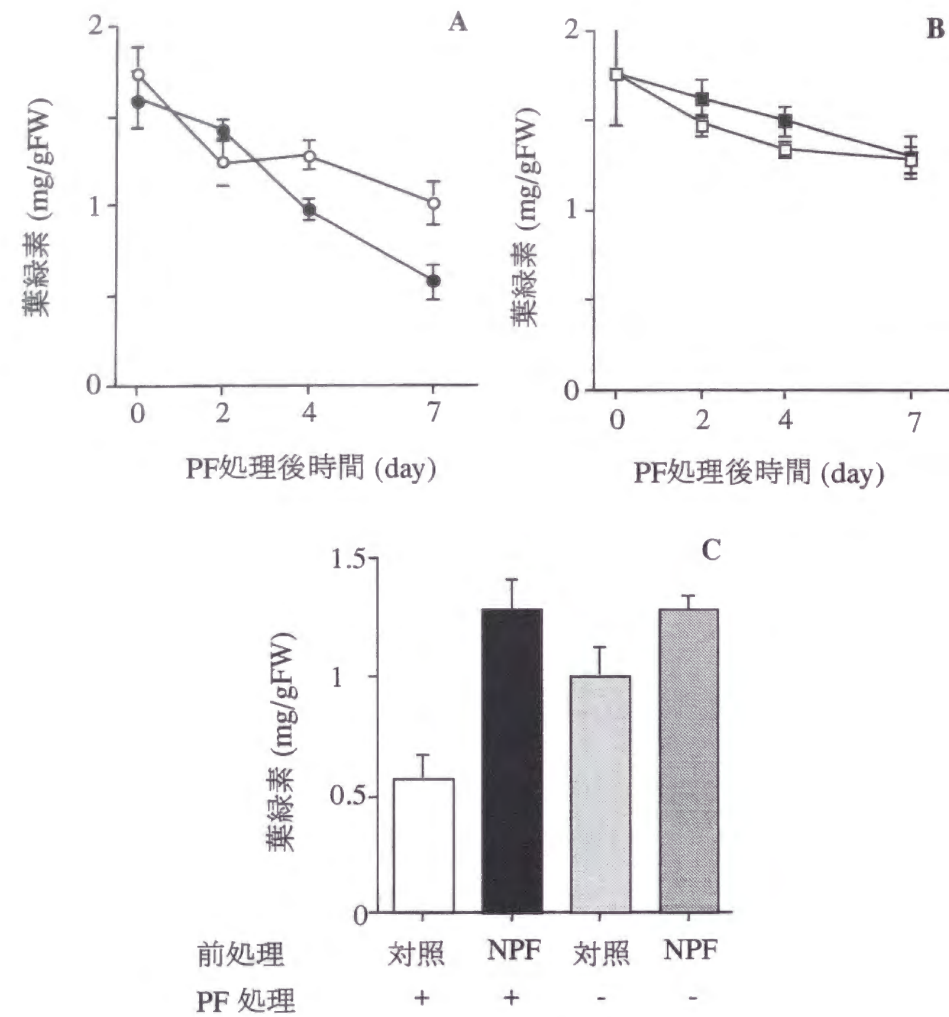 A
2
1
0
葉緑素 (mg/gFW)
0 2 4 7
PF処理後時間 (day)
B
2
1
0
葉緑素 (mg/gFW)
0 2 4 7
PF処理後時間 (day)
C
1.5
1
0.5
0
葉緑素 (mg/gFW)
前処理 対照 NPF 対照 NPF
PF 処理 + + - -